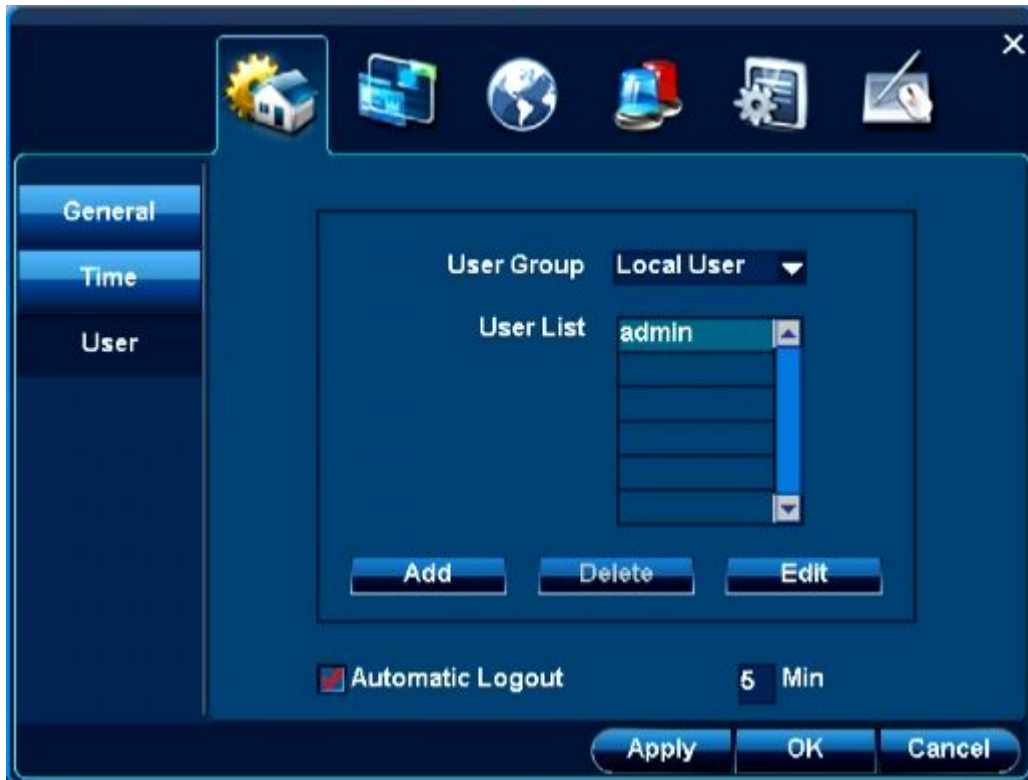 General
Time
User
User Group Local User
User List admin
Add Delete Edit
Automatic Logout 5 Min
Apply OK Cancel